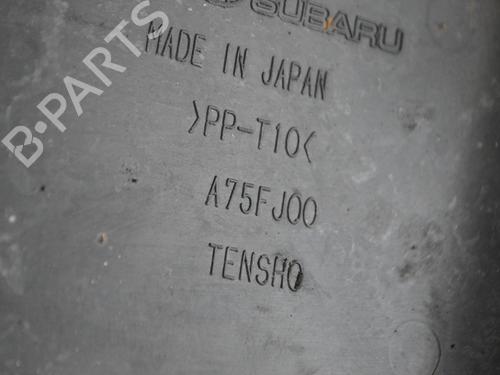 SUBARU
MADE IN JAPAN
>PP-T10<
A75FJ00
TENSHO
B-PARTS